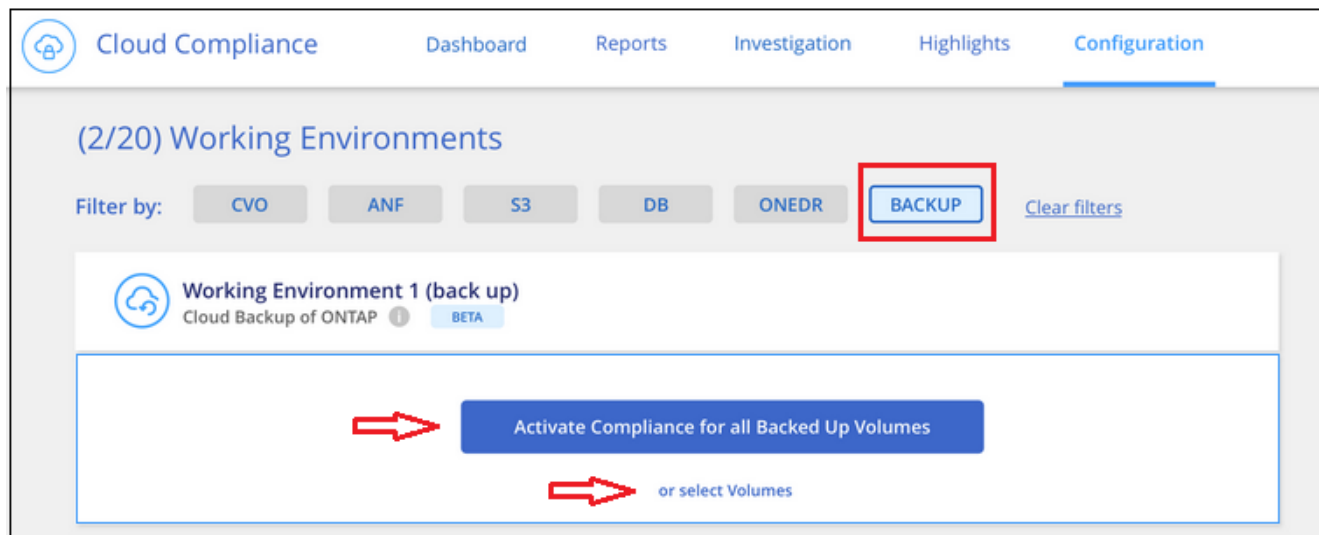 Cloud Compliance Dashboard Reports Investigation Highlights Configuration
(2/20) Working Environments
Filter by: CVO ANF S3 DB ONEDR BACKUP Clear filters
Working Environment 1 (back up)
Cloud Backup of ONTAP i BETA
Activate Compliance for all Backed Up Volumes
or select Volumes